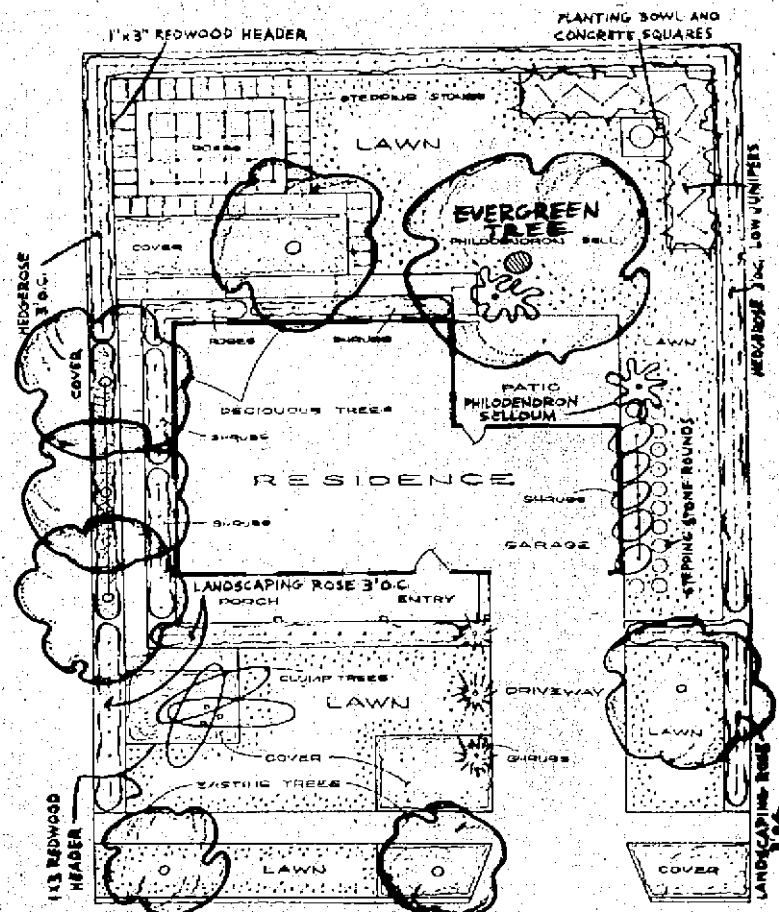 1"x3" REDWOOD HEADER
PLANTING BOWL AND
CONCRETE SQUARES
STEPPING STONES
LAWN
ROSES
EVERGREEN
TREE
PHILODENDRON SELL.
COVER
HEDGEROSE
3' O.C.
LOW JUNIPERS
HEDGEROSE 3' O.C.
ROSES
SHRUBS
LAWN
COVER
PATIO
PHILODENDRON
SELLOUM
DECIDUOUS TREES
SHRUBS
RESIDENCE
SHRUBS
STEPPING STONE ROUNDS
SHRUBS
GARAGE
LANDSCAPING ROSE 3' O.C.
PORCH
ENTRY
CLUMP TREES
LAWN
DRIVEWAY
LAWN
COVER
SHRUBS
EXSTING TREES
1x3 REDWOOD
HEADER
LANDSCAPING ROSE
3' O.C.
LAWN
COVER